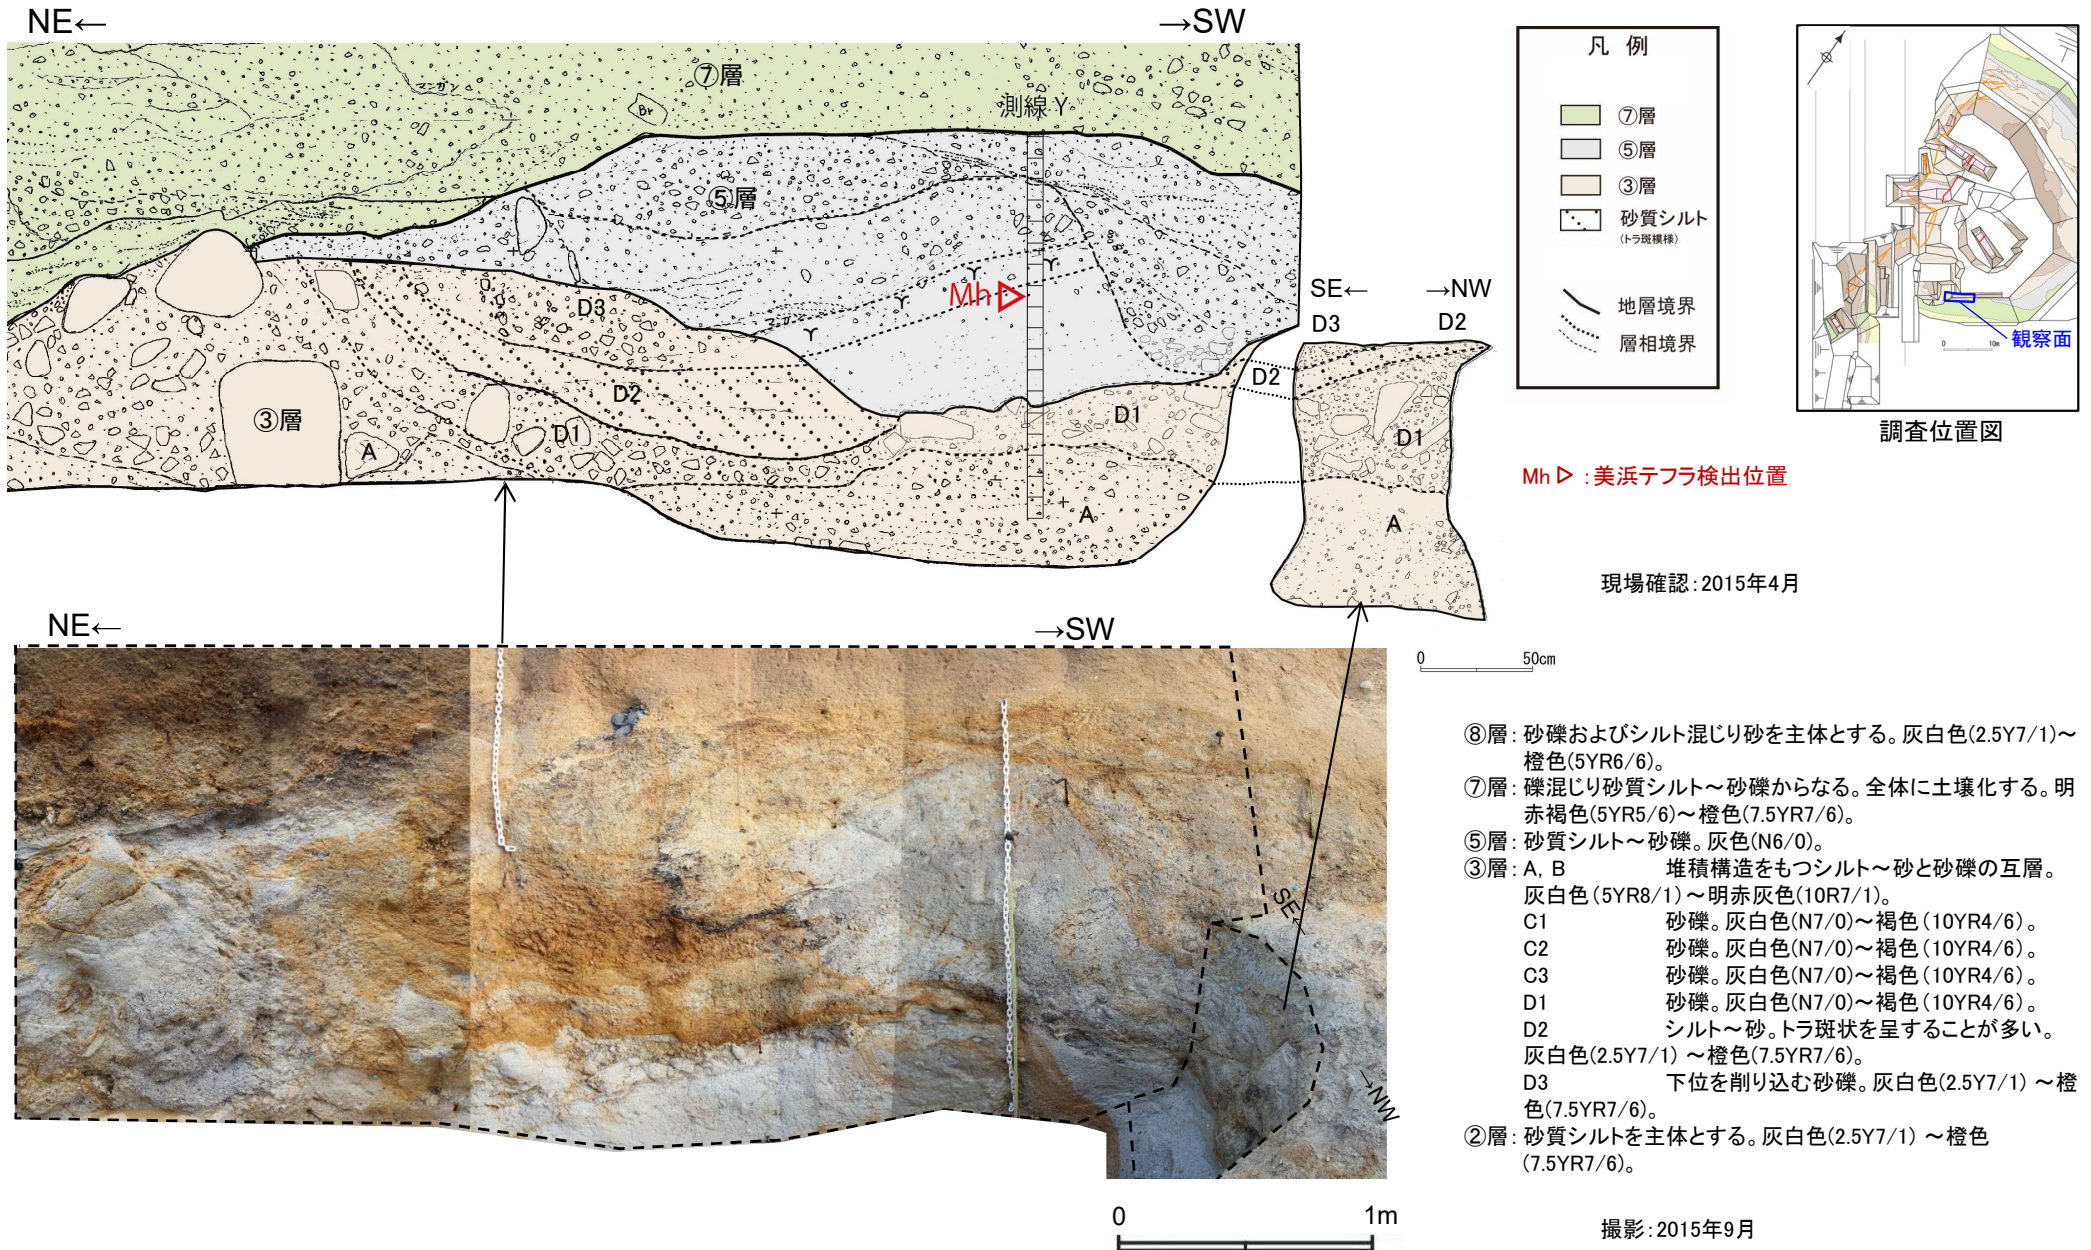 NE← →SW
⑦層
マンガン
Br
測線Y
⑤層
Mh
マンガン
D3
D2
D1
③層
A
D1
A
D2
SE← →NW
D3 D2
D1
A
凡 例
⑦層
⑤層
③層
砂質シルト
(トラ斑模様)
地層境界
層相境界
観察面
0 10m
調査位置図
Mh :美浜テフラ検出位置
現場確認:2015年4月
NE← →SW
SE←
→NW
0 50cm
⑧層:砂礫およびシルト混じり砂を主体とする。灰白色(2.5Y7/1)～
橙色(5YR6/6)。
⑦層:礫混じり砂質シルト～砂礫からなる。全体に土壌化する。明
赤褐色(5YR5/6)～橙色(7.5YR7/6)。
⑤層:砂質シルト～砂礫。灰色(N6/0)。
③層:A, B 堆積構造をもつシルト～砂と砂礫の互層。
灰白色(5YR8/1)～明赤灰色(10R7/1)。
C1 砂礫。灰白色(N7/0)～褐色(10YR4/6)。
C2 砂礫。灰白色(N7/0)～褐色(10YR4/6)。
C3 砂礫。灰白色(N7/0)～褐色(10YR4/6)。
D1 砂礫。灰白色(N7/0)～褐色(10YR4/6)。
D2 シルト～砂。トラ斑状を呈することが多い。
灰白色(2.5Y7/1) ～橙色(7.5YR7/6)。
D3 下位を削り込む砂礫。灰白色(2.5Y7/1) ～橙
色(7.5YR7/6)。
②層:砂質シルトを主体とする。灰白色(2.5Y7/1) ～橙色
(7.5YR7/6)。
0 1m
撮影:2015年9月